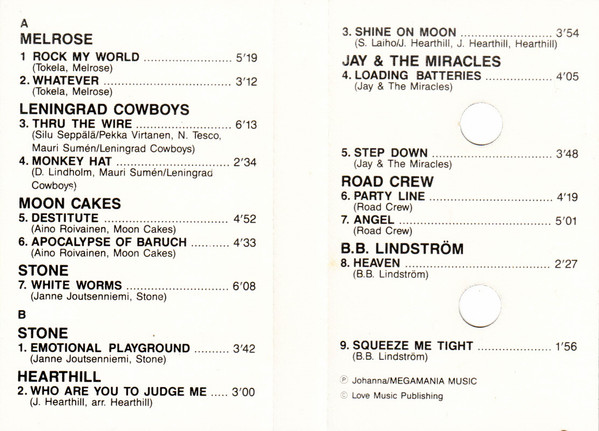 A
MELROSE
1 ROCK MY WORLD ........................ 5'19
(Tokela, Melrose)
2. WHATEVER ................................. 3'12
(Tokela, Melrose)
LENINGRAD COWBOYS
3. THRU THE WIRE ......................... 6'13
(Silu Seppälä/Pekka Virtanen, N. Tesco,
Mauri Sumén/Leningrad Cowboys)
4. MONKEY HAT ............................. 2'34
(D. Lindholm, Mauri Sumén/Leningrad
Cowboys)
MOON CAKES
5. DESTITUTE ................................ 4'52
(Aino Roivainen, Moon Cakes)
6. APOCALYPSE OF BARUCH .......... 4'33
(Aino Roivainen, Moon Cakes)
STONE
7. WHITE WORMS ........................... 6'08
(Janne Joutsenniemi, Stone)
B
STONE
1. EMOTIONAL PLAYGROUND .......... 3'42
(Janne Joutsenniemi, Stone)
HEARTHILL
2. WHO ARE YOU TO JUDGE ME ..... 3'00
(J. Hearthill, arr. Hearthill)
3. SHINE ON MOON ......................... 3'54
(S. Laiho/J. Hearthill, J. Hearthill, Hearthill)
JAY & THE MIRACLES
4. LOADING BATTERIES .................. 4'05
(Jay & The Miracles)
5. STEP DOWN ............................... 3'48
(Jay & The Miracles)
ROAD CREW
6. PARTY LINE ................................ 4'19
(Road Crew)
7. ANGEL ....................................... 5'01
(Road Crew)
B.B. LINDSTRÖM
8. HEAVEN ..................................... 2'27
(B.B. Lindström)
9. SQUEEZE ME TIGHT .................... 1'56
(B.B. Lindström)
℗ Johanna/MEGAMANIA MUSIC
© Love Music Publishing